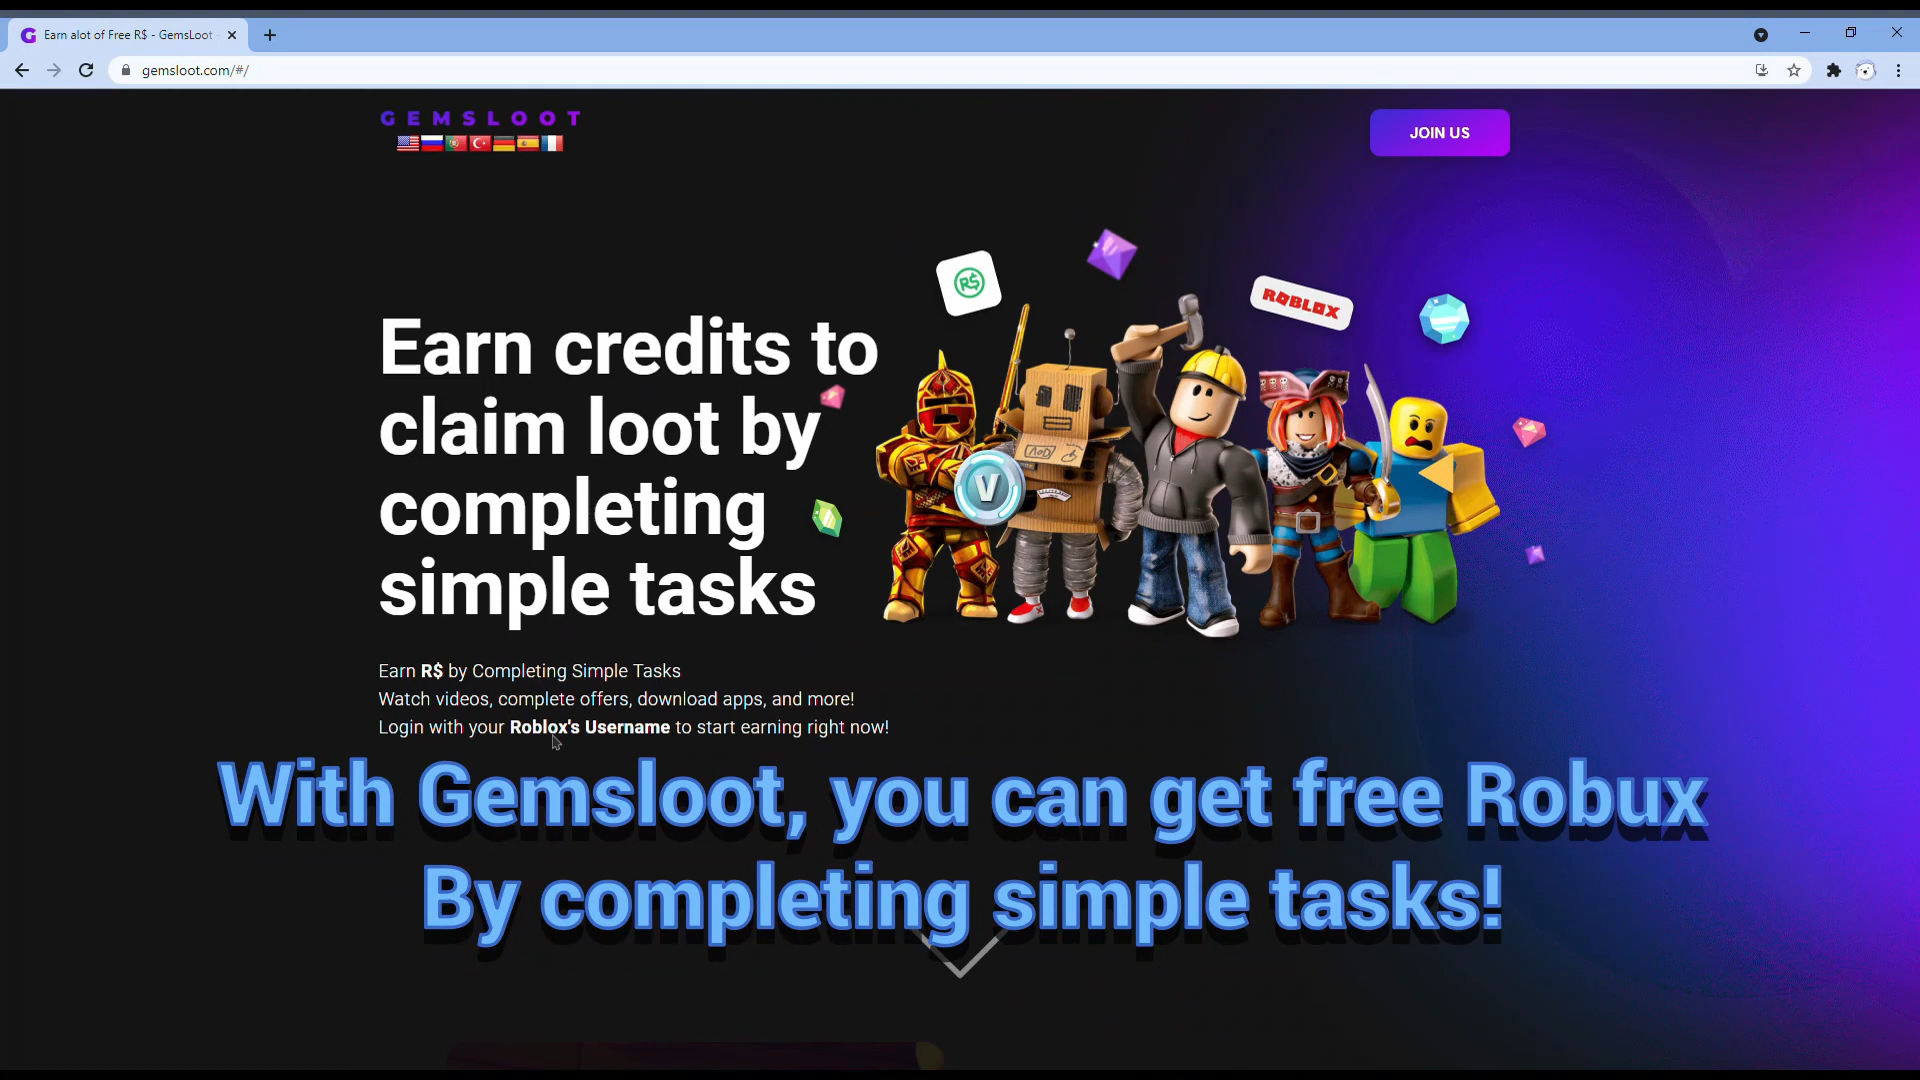 Earn alot of Free R$ - GemsLoot
gemsloot.com/#/
GEMSLOOT
JOIN US
R$
ROBLOX
Earn credits to
claim loot by
completing
simple tasks
V
Earn R$ by Completing Simple Tasks
Watch videos, complete offers, download apps, and more!
Login with your Roblox's Username to start earning right now!
With Gemsloot, you can get free Robux
By completing simple tasks!